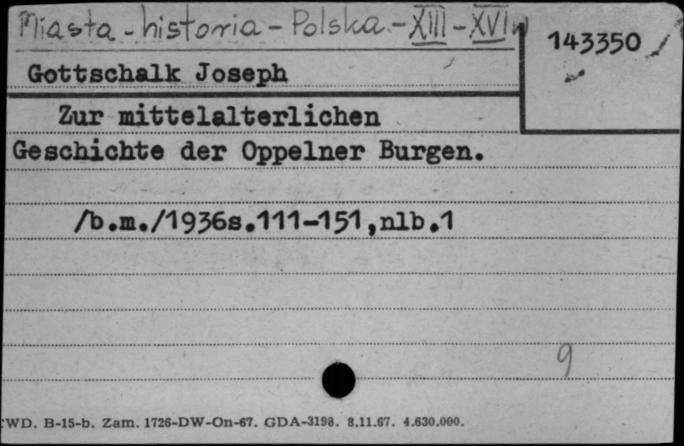 Miasta - historia - Polska - XIII - XVI w
143350
Gottschalk Joseph
Zur mittelalterlichen
Geschichte der Oppelner Burgen.
/b.m./1936s.111-151,nlb.1
9
WD. B-15-b. Zam. 1726-DW-On-67. GDA-3198. 8.11.67. 4.630.000.